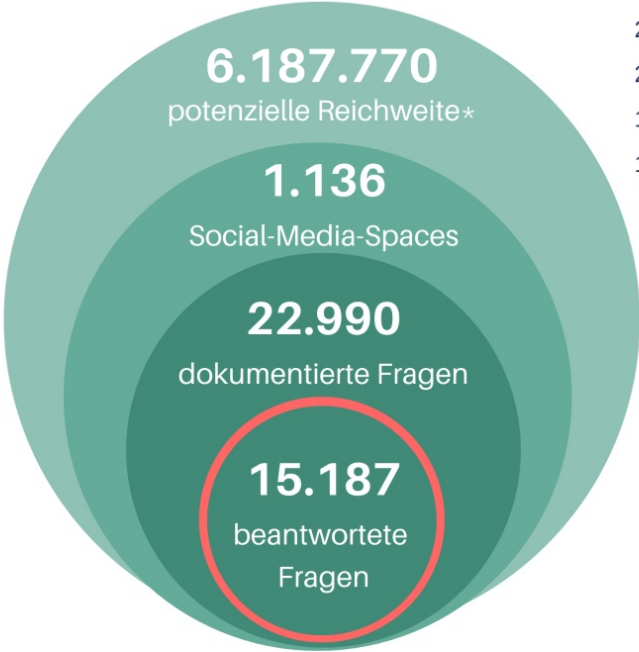 6.187.770
potenzielle Reichweite*
1.136
Social-Media-Spaces
22.990
dokumentierte Fragen
15.187
beantwortete
Fragen